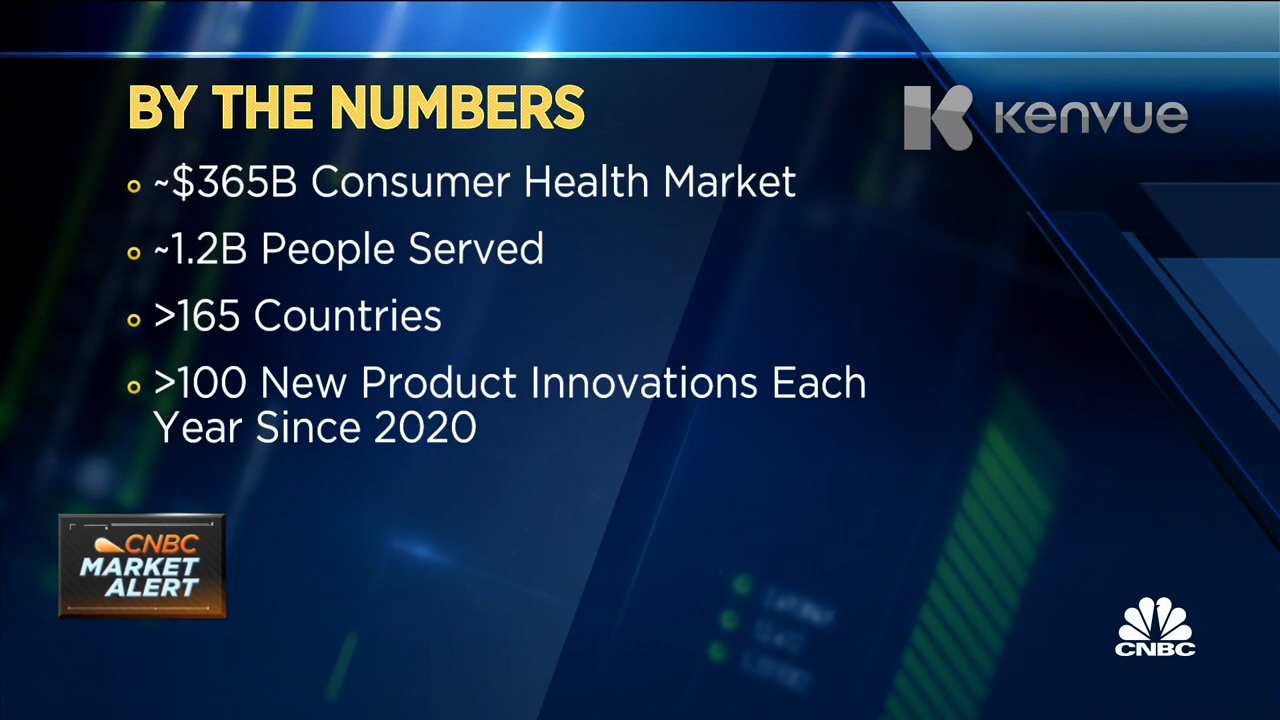 BY THE NUMBERS
Kenvue
~$365B Consumer Health Market
~1.2B People Served
>165 Countries
>100 New Product Innovations Each
Year Since 2020
CNBC
MARKET
ALERT
CNBC